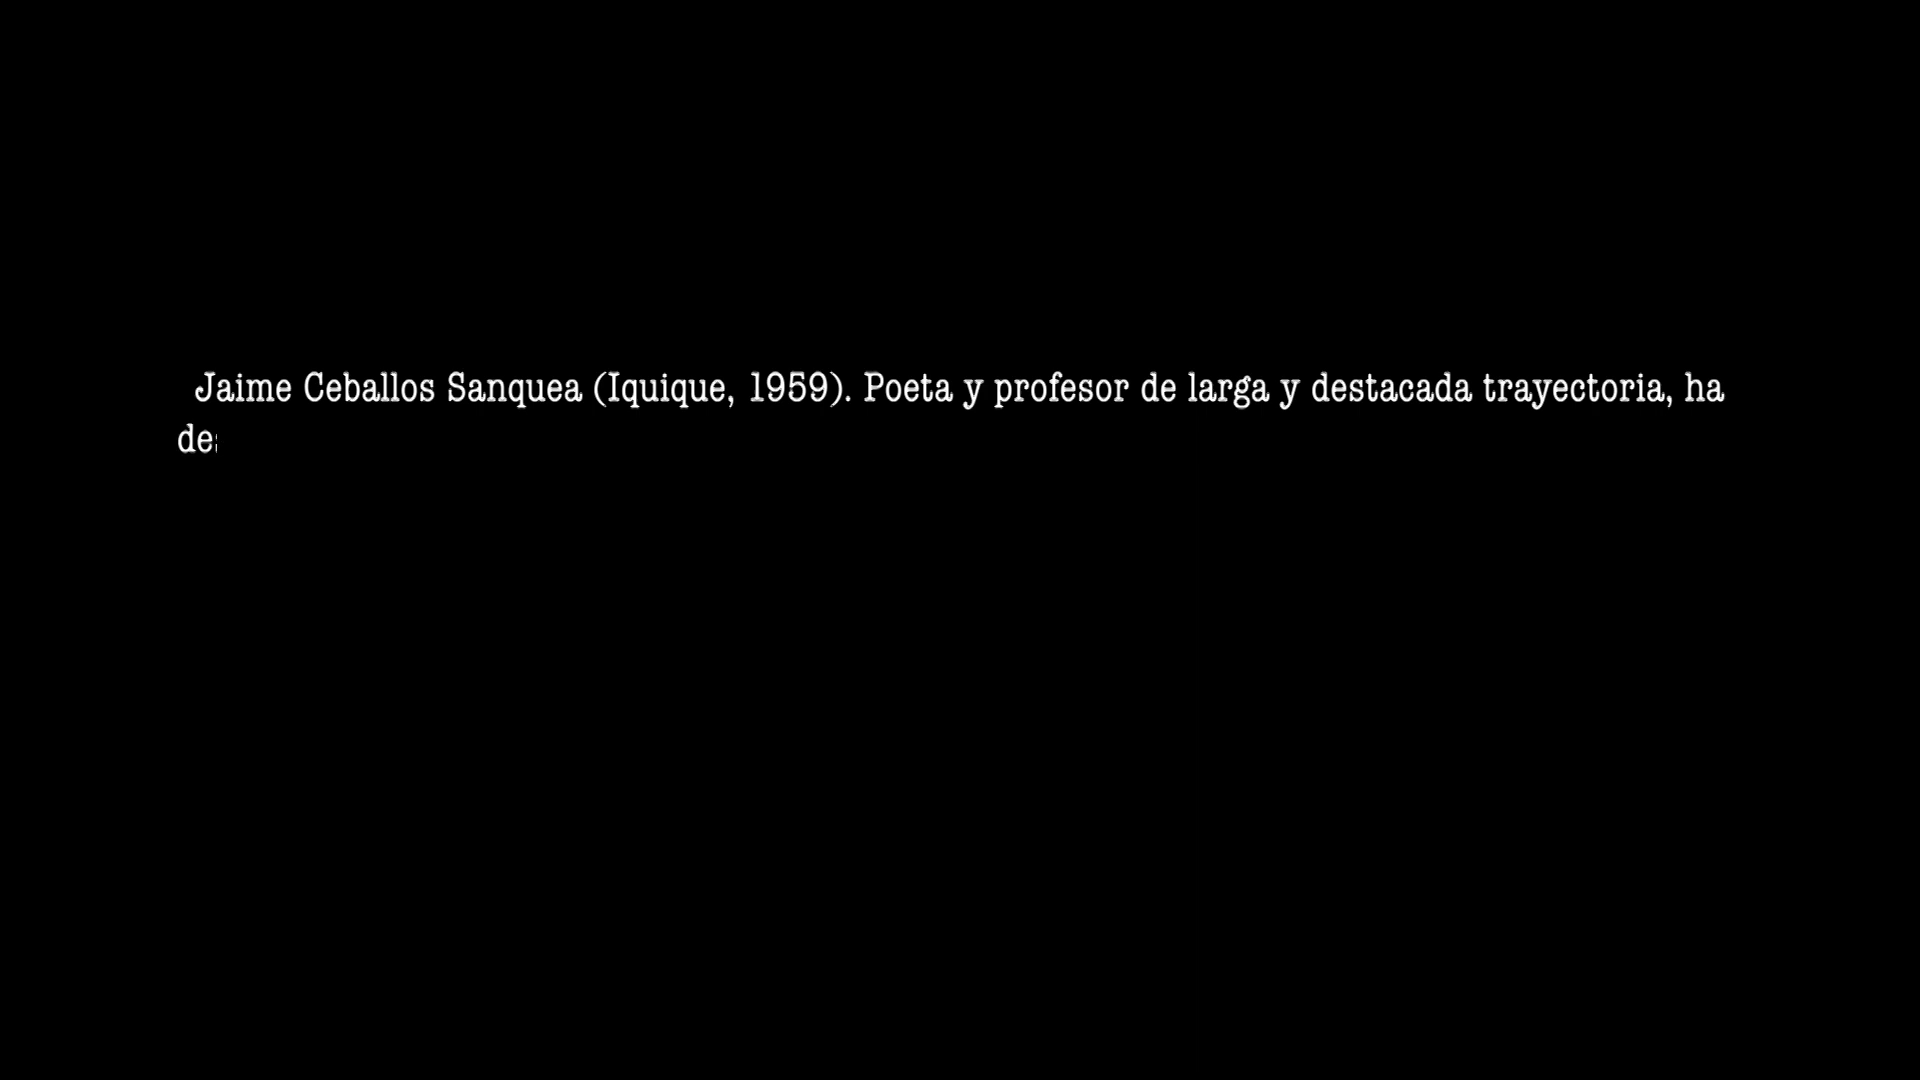 Jaime Ceballos Sanquea (Iquique, 1959). Poeta y profesor de larga y destacada trayectoria, ha